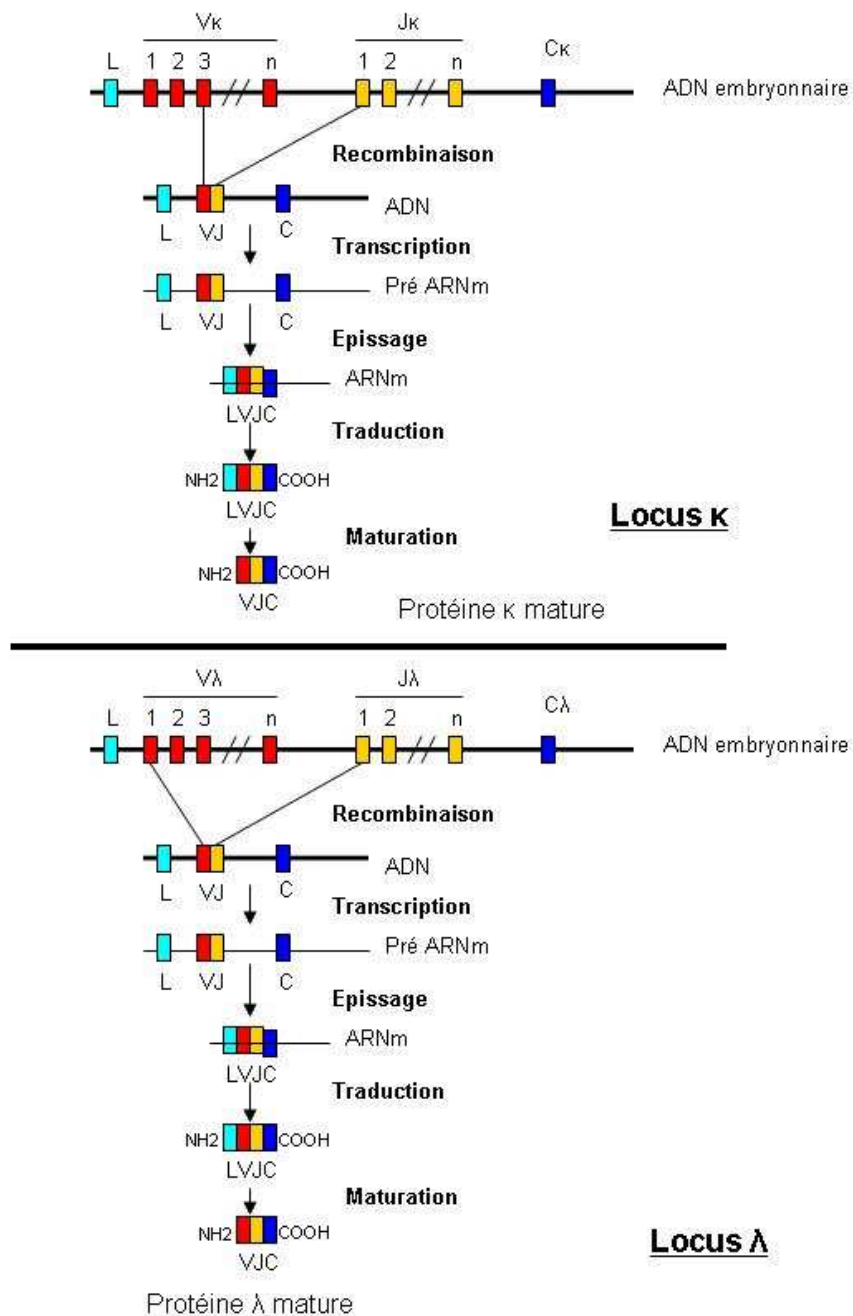 Vκ Jκ
L 1 2 3 n 1 2 n Cκ
ADN embryonnaire
Recombinaison
ADN
L VJ C
Transcription
Pré ARNm
L VJ C
Epissage
ARNm
LVJC
Traduction
NH2 COOH
LVJC
Locus κ
Maturation
NH2 COOH
VJC
Protéine κ mature
Vλ Jλ
L 1 2 3 n 1 2 n Cλ
ADN embryonnaire
Recombinaison
ADN
L VJ C
Transcription
Pré ARNm
L VJ C
Epissage
ARNm
LVJC
Traduction
NH2 COOH
LVJC
Maturation
NH2 COOH
VJC
Locus λ
Protéine λ mature